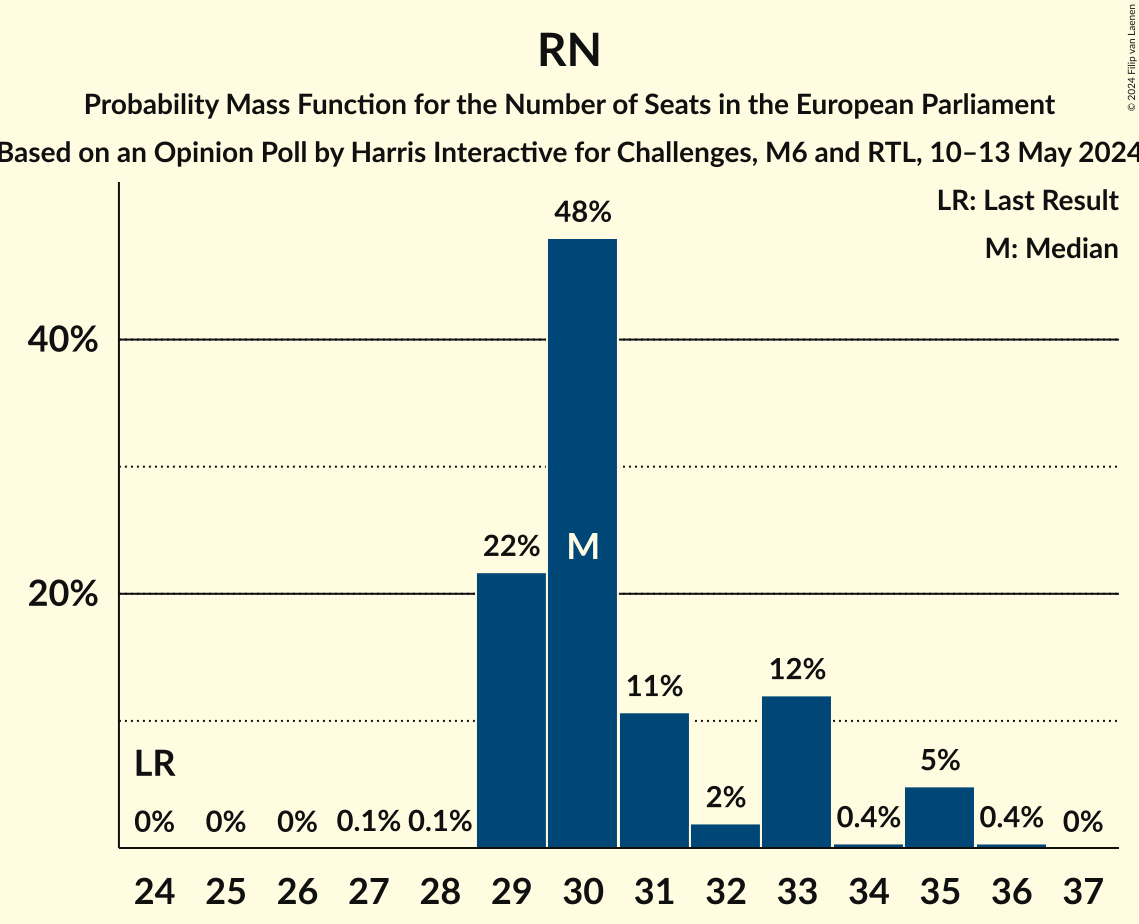 RN
Probability Mass Function for the Number of Seats in the European Parliament
Based on an Opinion Poll by Harris Interactive for Challenges, M6 and RTL, 10–13 May 2024
© 2024 Filip van Laenen
LR: Last Result
M: Median
48%
40%
22%
M
20%
12%
11%
LR
5%
2%
0% 0% 0% 0.1% 0.1% 0.4% 0.4% 0%
24 25 26 27 28 29 30 31 32 33 34 35 36 37